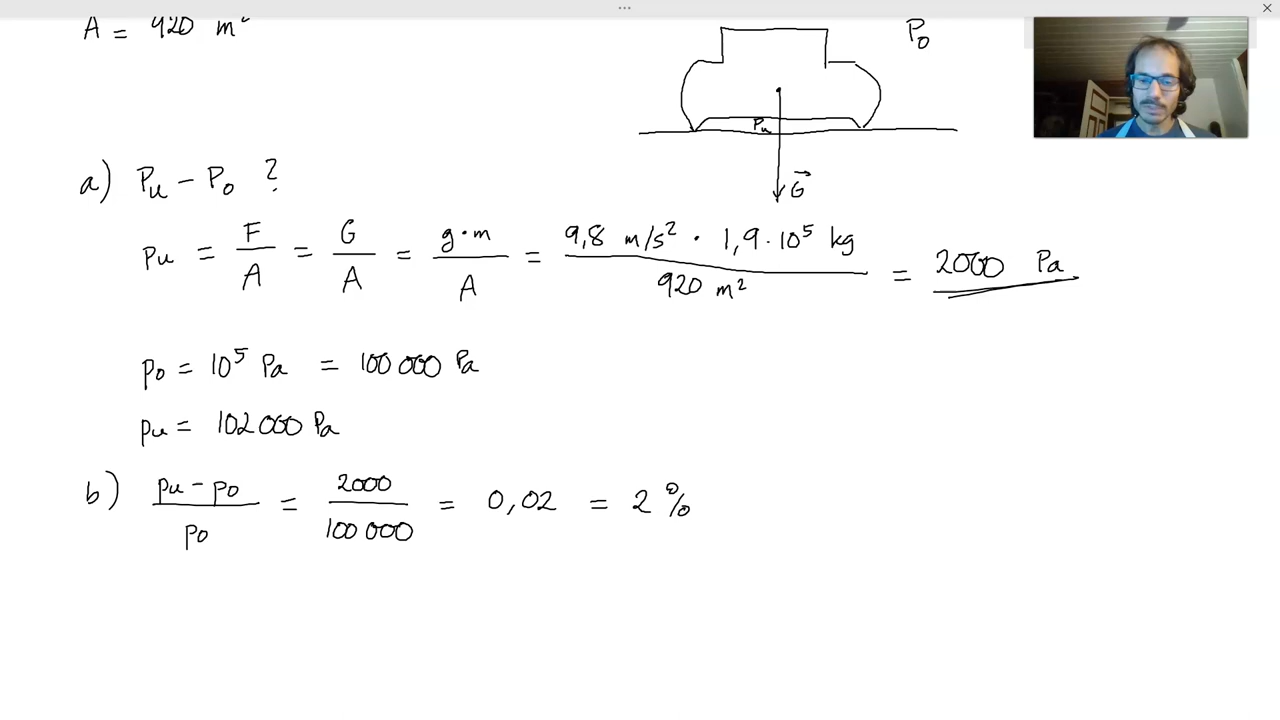 A = 920 m²
P₀
Pᵤ
G⃗
a) Pᵤ − P₀ ?
pᵤ = F/A = G/A = g·m/A = 9,8 m/s² · 1,9·10⁵ kg / 920 m² = 2000 Pa
p₀ = 10⁵ Pa = 100 000 Pa
pᵤ = 102 000 Pa
b) pᵤ − p₀ / p₀ = 2000 / 100 000 = 0,02 = 2 %